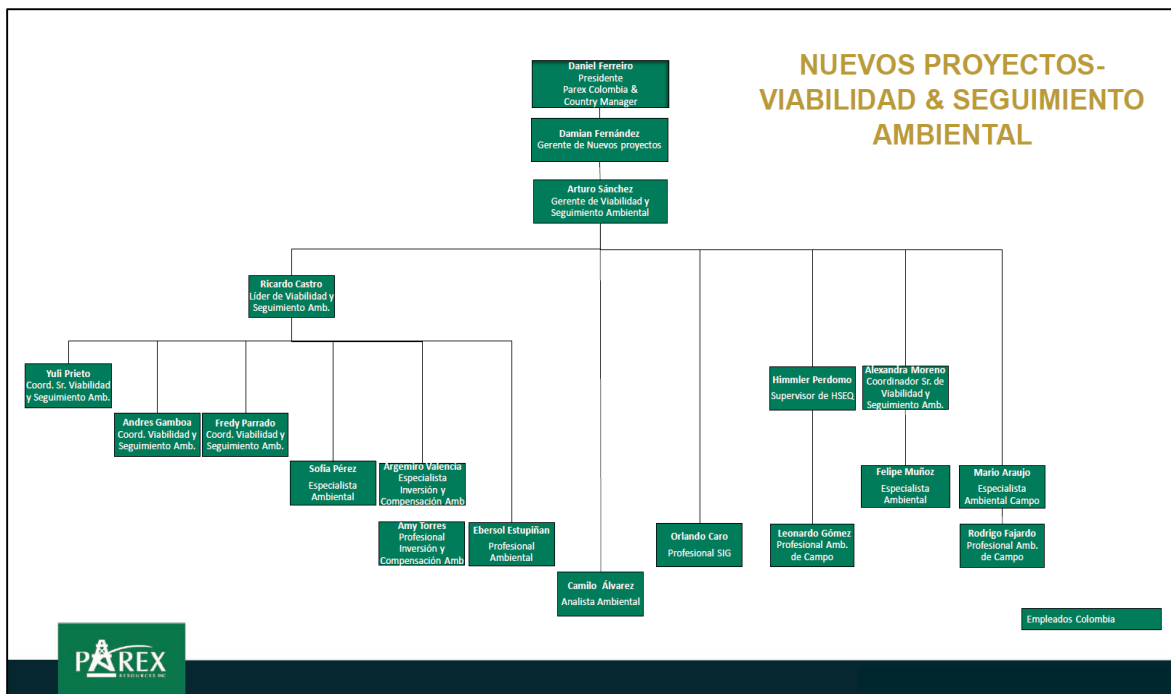 NUEVOS PROYECTOS-
VIABILIDAD & SEGUIMIENTO
AMBIENTAL
Daniel Ferreiro
Presidente
Parex Colombia &
Country Manager
Damian Fernández
Gerente de Nuevos proyectos
Arturo Sánchez
Gerente de Viabilidad y
Seguimiento Ambiental
Ricardo Castro
Líder de Viabilidad y
Seguimiento Amb.
Yuli Prieto
Coord. Sr. Viabilidad
y Seguimiento Amb.
Andres Gamboa
Coord. Viabilidad y
Seguimiento Amb.
Fredy Parrado
Coord. Viabilidad y
Seguimiento Amb.
Sofía Pérez
Especialista
Ambiental
Argemiro Valencia
Especialista
Inversión y
Compensación Amb
Amy Torres
Profesional
Inversión y
Compensación Amb
Ebersol Estupiñan
Profesional
Ambiental
Camilo Álvarez
Analista Ambiental
Orlando Caro
Profesional SIG
Himmler Perdomo
Supervisor de HSEQ
Leonardo Gómez
Profesional Amb.
de Campo
Alexandra Moreno
Coordinador Sr. de
Viabilidad y
Seguimiento Amb.
Felipe Muñoz
Especialista
Ambiental
Mario Araujo
Especialista
Ambiental Campo
Rodrigo Fajardo
Profesional Amb.
de Campo
Empleados Colombia
PAREX
RESOURCES INC